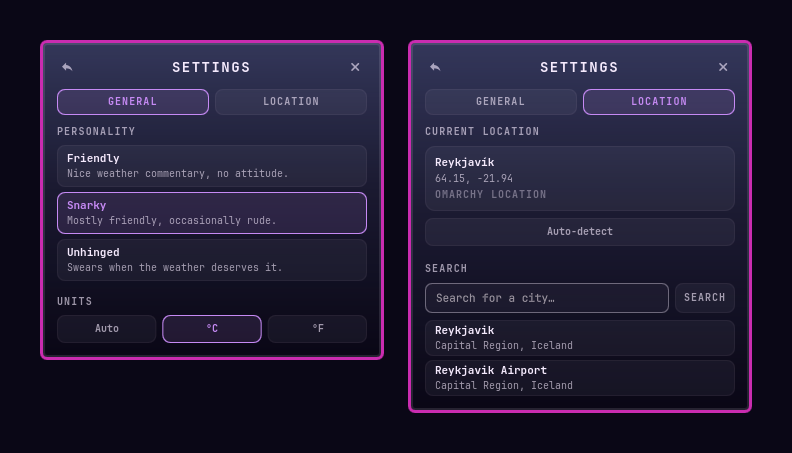 SETTINGS
GENERAL
LOCATION
PERSONALITY
Friendly
Nice weather commentary, no attitude.
Snarky
Mostly friendly, occasionally rude.
Unhinged
Swears when the weather deserves it.
UNITS
Auto
°C
°F
SETTINGS
GENERAL
LOCATION
CURRENT LOCATION
Reykjavík
64.15, -21.94
OMARCHY LOCATION
Auto-detect
SEARCH
Search for a city…
SEARCH
Reykjavik
Capital Region, Iceland
Reykjavik Airport
Capital Region, Iceland